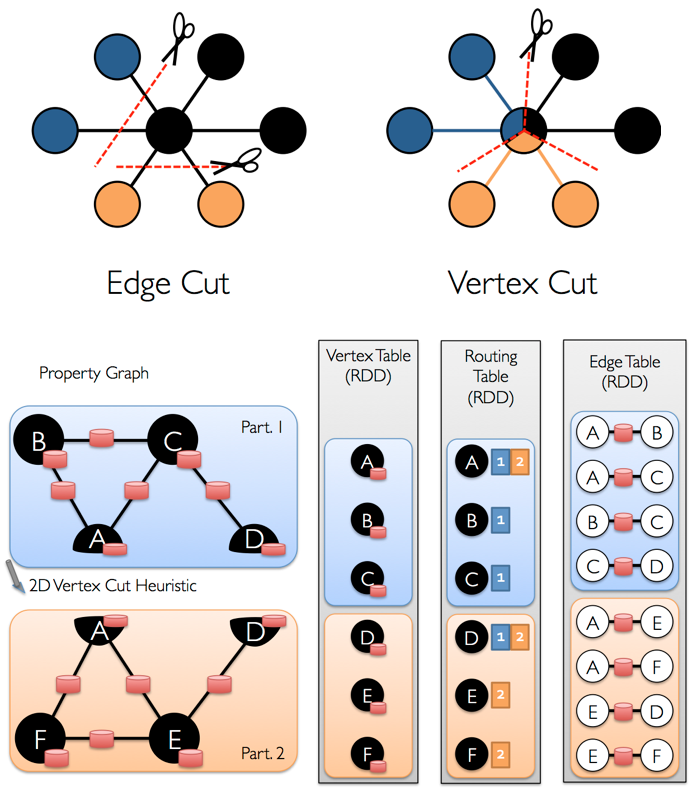 Edge Cut
Vertex Cut
Property Graph
Part. 1
B
C
A
D
2D Vertex Cut Heuristic
A
D
F
E
Part. 2
Vertex Table
(RDD)
A
B
C
D
E
F
Routing
Table
(RDD)
A 1 2
B 1
C 1
D 1 2
E 2
F 2
Edge Table
(RDD)
A B
A C
B C
C D
A E
A F
E D
E F